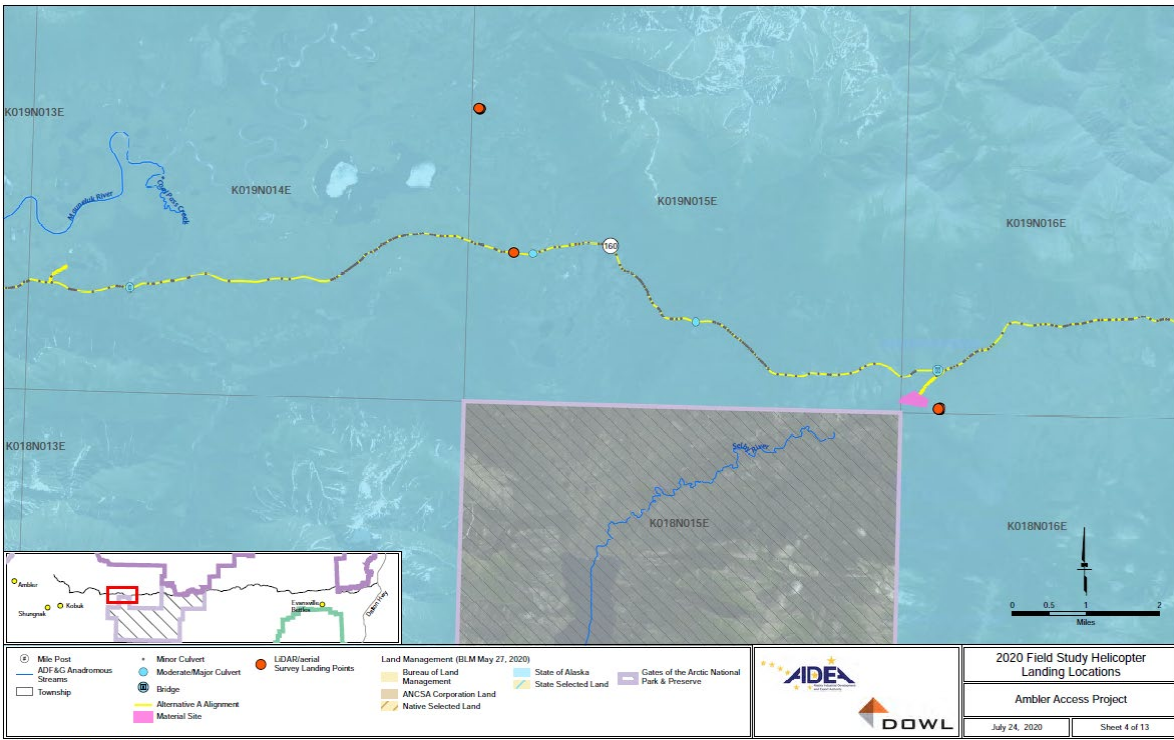 K019N013E
K019N014E
K019N015E
K019N016E
Mauneluk River
160
K018N013E
K018N015E
K018N016E
0 0.5 1 2
Miles
Ambler
Shungnak
Kobuk
Evansville
Bettles
Dalton Hwy
Mile Post
ADF&G Anadromous
Streams
Township
Minor Culvert
Moderate/Major Culvert
Bridge
Alternative A Alignment
Material Site
LiDAR/aerial
Survey Landing Points
Land Management (BLM May 27, 2020)
Bureau of Land
Management
ANCSA Corporation Land
Native Selected Land
State of Alaska
State Selected Land
Gates of the Arctic National
Park & Preserve
AIDEA
DOWL
2020 Field Study Helicopter
Landing Locations
Ambler Access Project
July 24, 2020
Sheet 4 of 13